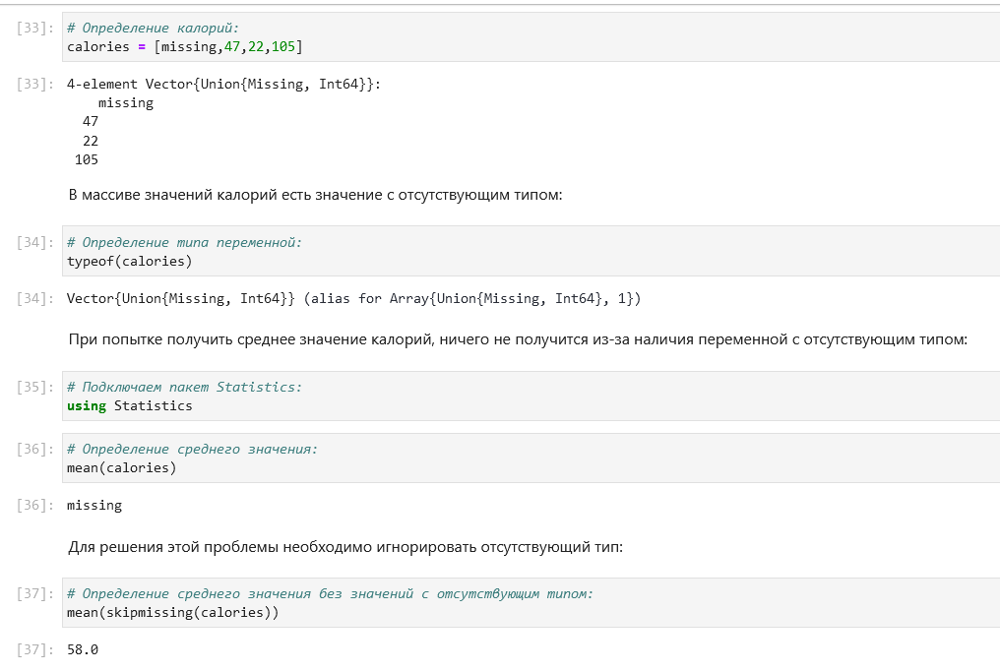 [33]: # Определение калорий:
calories = [missing,47,22,105]
[33]: 4-element Vector{Union{Missing, Int64}}:
missing
47
22
105
В массиве значений калорий есть значение с отсутствующим типом:
[34]: # Определение типа переменной:
typeof(calories)
[34]: Vector{Union{Missing, Int64}} (alias for Array{Union{Missing, Int64}, 1})
При попытке получить среднее значение калорий, ничего не получится из-за наличия переменной с отсутствующим типом:
[35]: # Подключаем пакет Statistics:
using Statistics
[36]: # Определение среднего значения:
mean(calories)
[36]: missing
Для решения этой проблемы необходимо игнорировать отсутствующий тип:
[37]: # Определение среднего значения без значений с отсутствующим типом:
mean(skipmissing(calories))
[37]: 58.0